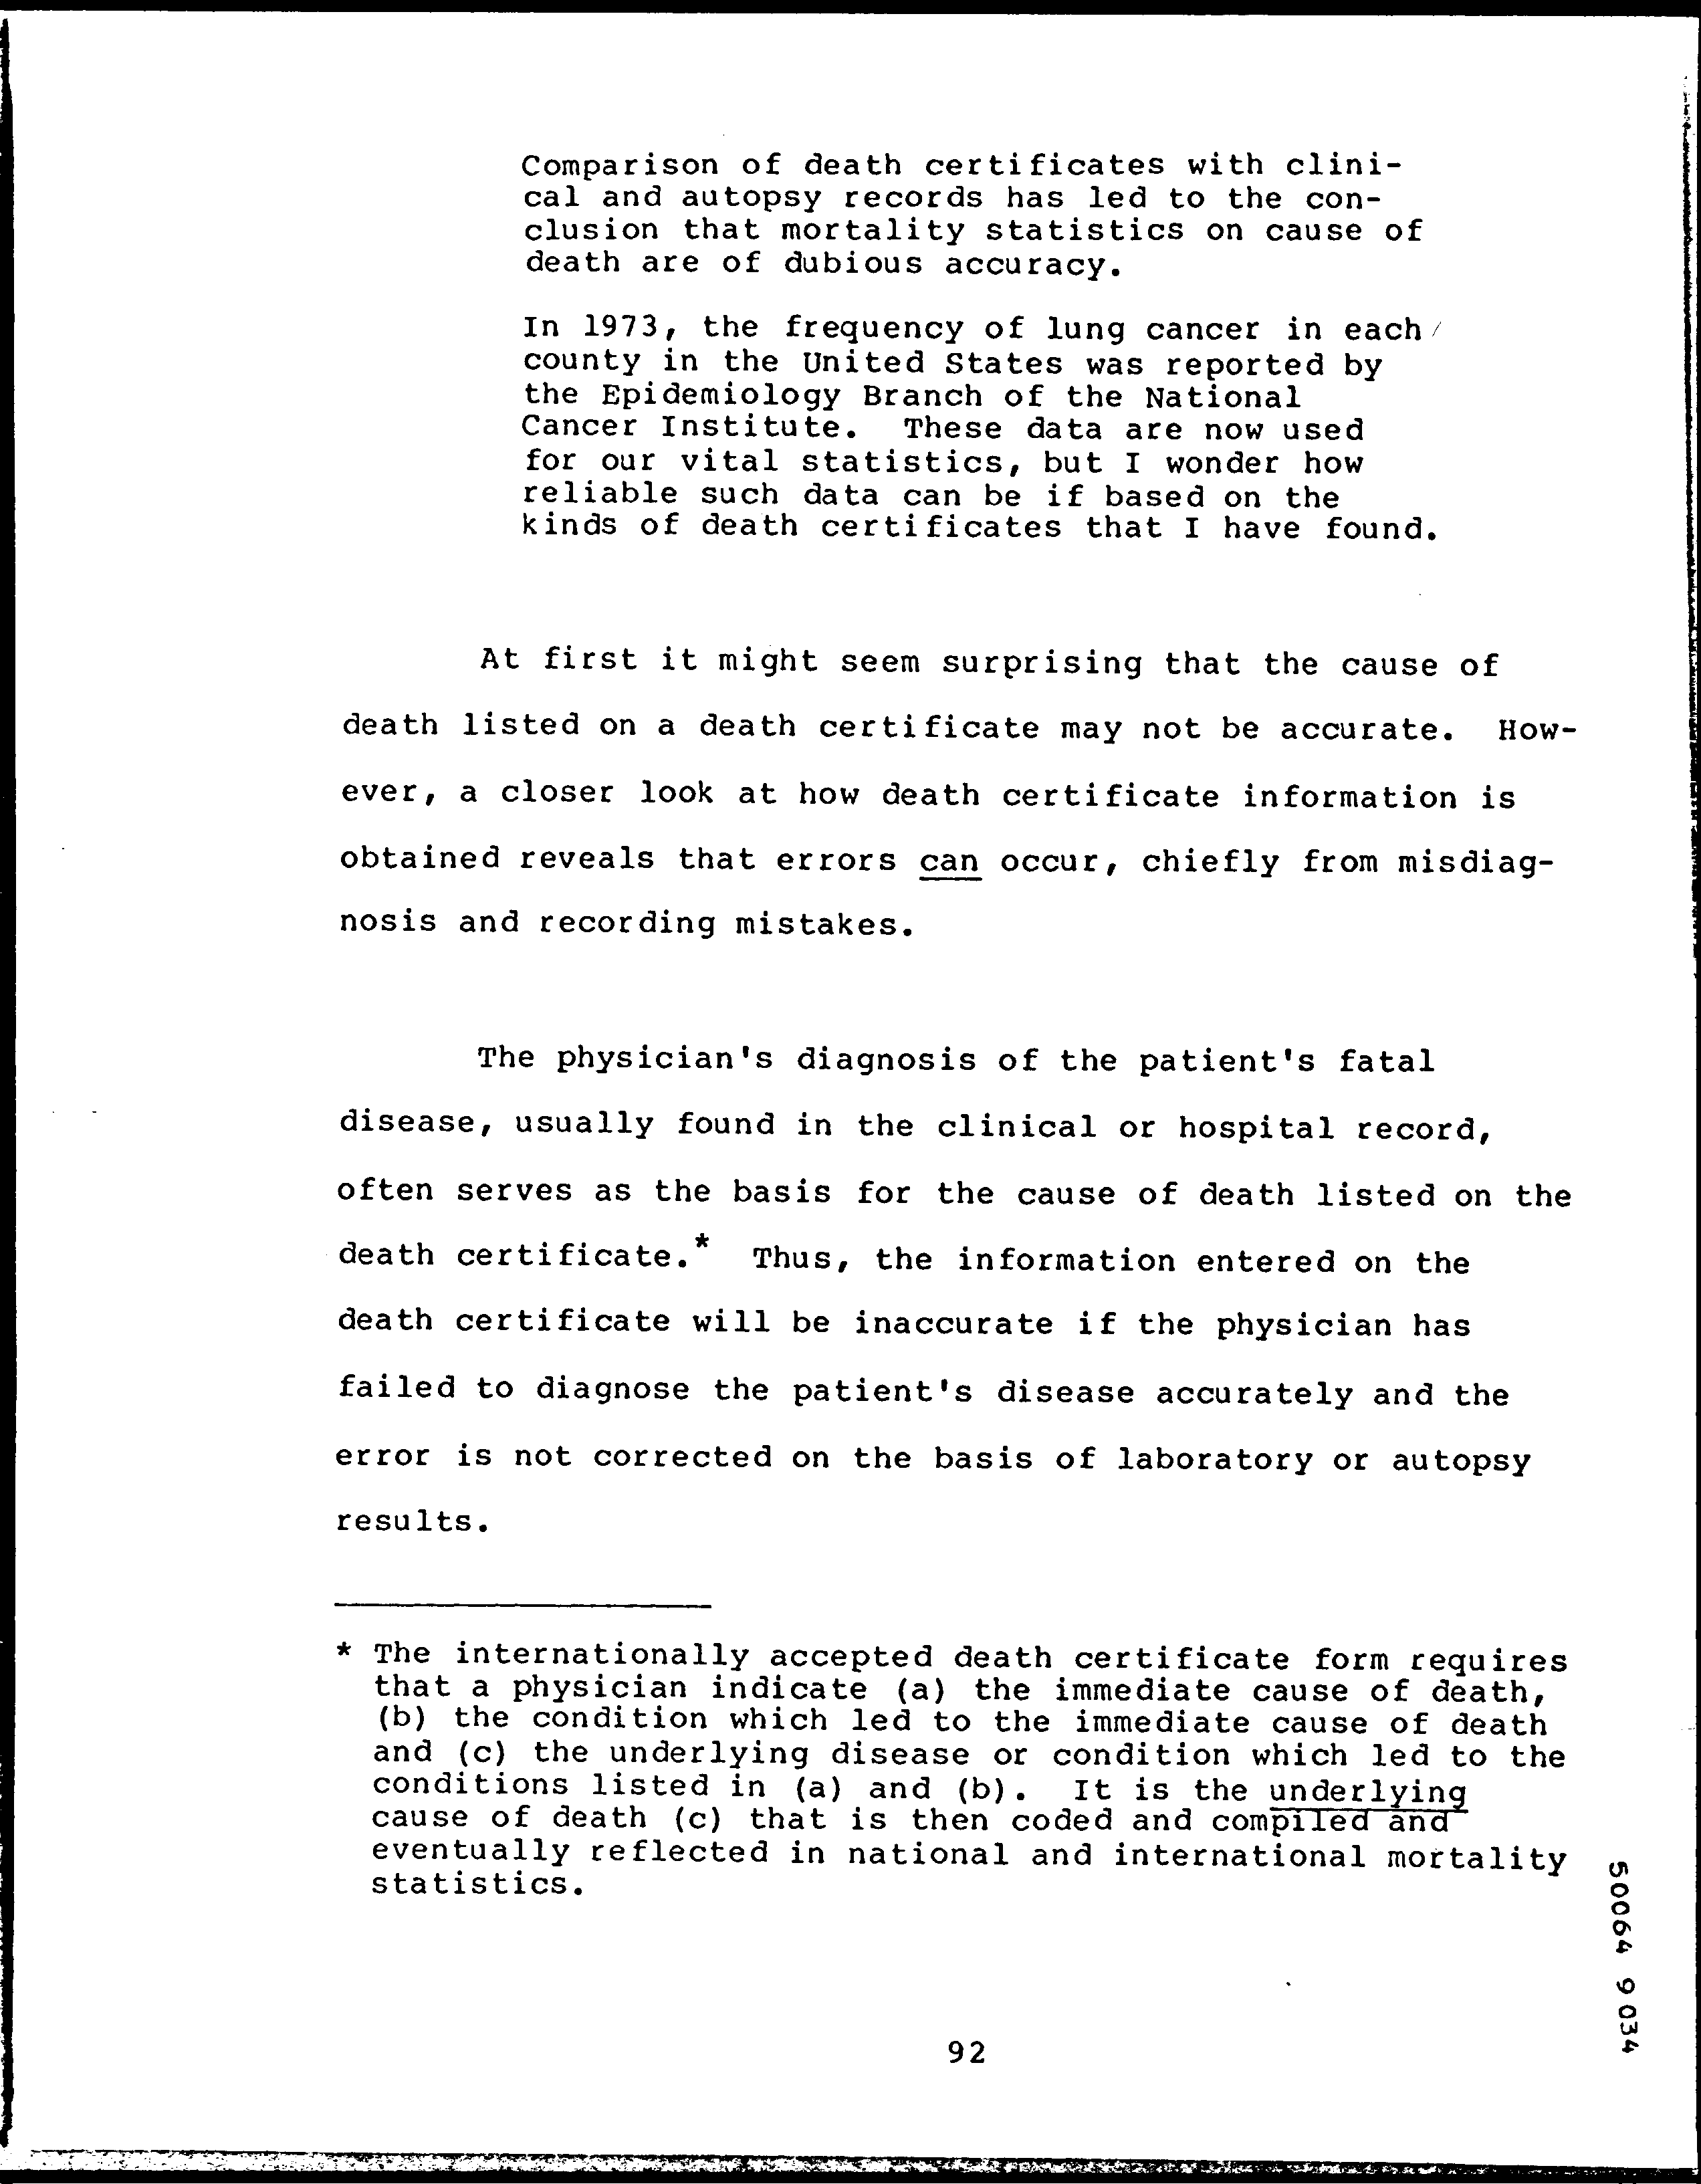 Comparison of death certificates with clini-
cal and autopsy records has led to the con-
clusion that mortality statistics on cause of
death are of dubious accuracy.
In 1973, the frequency of lung cancer in each
county in the United States was reported by
the Epidemiology Branch of the National
Cancer Institute.  These data are now used
for our vital statistics, but I wonder how
reliable such data can be if based on the
kinds of death certificates that I have found.
At first it might seem surprising that the cause of
death listed on a death certificate may not be accurate.  How-
ever, a closer look at how death certificate information is
obtained reveals that errors can occur, chiefly from misdiag-
nosis and recording mistakes.
The physician's diagnosis of the patient's fatal
disease, usually found in the clinical or hospital record,
often serves as the basis for the cause of death listed on the
death certificate.*  Thus, the information entered on the
death certificate will be inaccurate if the physician has
failed to diagnose the patient's disease accurately and the
error is not corrected on the basis of laboratory or autopsy
results.
* The internationally accepted death certificate form requires
that a physician indicate (a) the immediate cause of death,
(b) the condition which led to the immediate cause of death
and (c) the underlying disease or condition which led to the
conditions listed in (a) and (b).  It is the underlying
cause of death (c) that is then coded and compiled and
eventually reflected in national and international mortality
statistics.
50064 9034
92